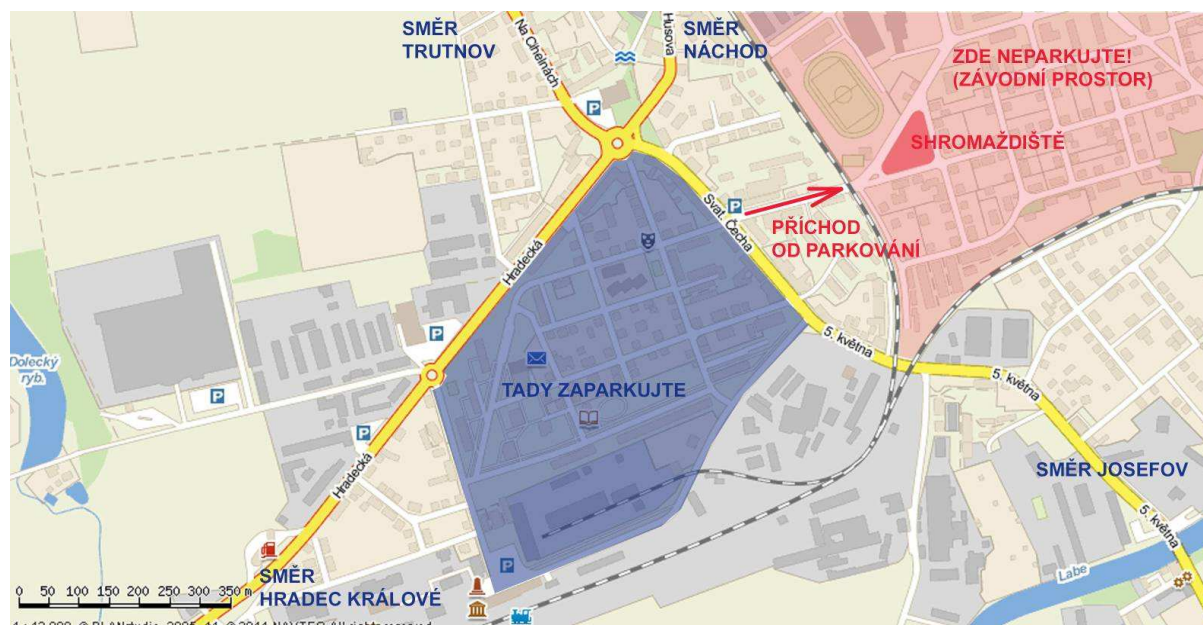 SMĚR
TRUTNOV
Na Cihelnách
Husova
SMĚR
NÁCHOD
ZDE NEPARKUJTE!
(ZÁVODNÍ PROSTOR)
SHROMAŽDIŠTĚ
P
P
Svat. Čecha
PŘÍCHOD
OD PARKOVÁNÍ
Hradecká
P
5. května
Dolecký
ryb.
P
TADY ZAPARKUJTE
5. května
P
Hradecká
SMĚR JOSEFOV
5. května
P
SMĚR
HRADEC KRÁLOVÉ
Labe
0 50 100 150 200 250 300 350 m